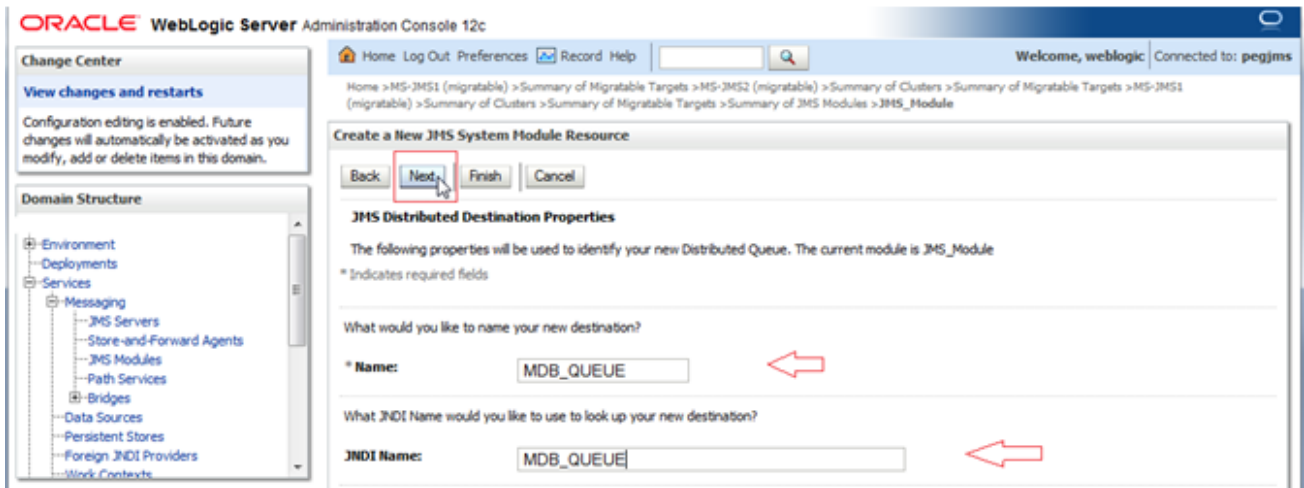 ORACLE WebLogic Server Administration Console 12c
Change Center
View changes and restarts
Configuration editing is enabled. Future
changes will automatically be activated as you
modify, add or delete items in this domain.
Domain Structure
Environment
Deployments
Services
Messaging
JMS Servers
Store-and-Forward Agents
JMS Modules
Path Services
Bridges
Data Sources
Persistent Stores
Foreign JNDI Providers
Work Contexts
Home Log Out Preferences Record Help
Welcome, weblogic Connected to: pegjms
Home >MS-JMS1 (migratable) >Summary of Migratable Targets >MS-JMS2 (migratable) >Summary of Clusters >Summary of Migratable Targets >MS-JMS1
(migratable) >Summary of Clusters >Summary of Migratable Targets >Summary of JMS Modules >JMS_Module
Create a New JMS System Module Resource
Back Next Finish Cancel
JMS Distributed Destination Properties
The following properties will be used to identify your new Distributed Queue. The current module is JMS_Module
* Indicates required fields
What would you like to name your new destination?
* Name: MDB_QUEUE
What JNDI Name would you like to use to look up your new destination?
JNDI Name: MDB_QUEUE